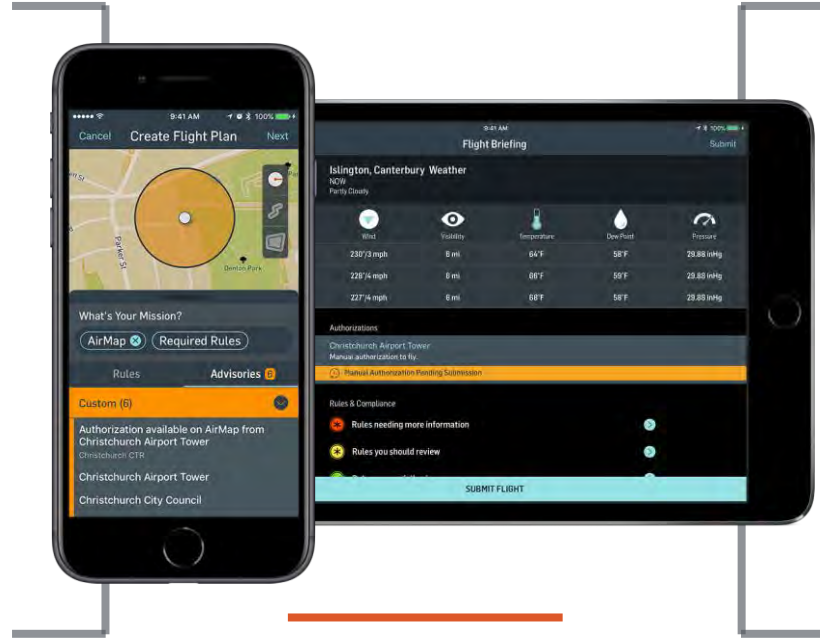 9:41 AM
100%
Cancel
Create Flight Plan
Next
Parker St
Denton Park
What's Your Mission?
AirMap
Required Rules
Rules
Advisories 6
Custom (6)
Authorization available on AirMap from
Christchurch Airport Tower
Christchurch CTR
Christchurch Airport Tower
Christchurch City Council
9:41 AM
100%
Flight Briefing
Submit
Islington, Canterbury Weather
NOW
Partly Cloudy
Wind
Visibility
Temperature
Dew Point
Pressure
230°/3 mph
6 mi
64°F
58°F
29.88 inHg
228°/4 mph
6 mi
66°F
59°F
29.88 inHg
227°/4 mph
6 mi
68°F
58°F
29.88 inHg
Authorizations
Christchurch Airport Tower
Manual authorization to fly.
Manual Authorization Pending Submission
Rules & Compliance
Rules needing more information
Rules you should review
SUBMIT FLIGHT